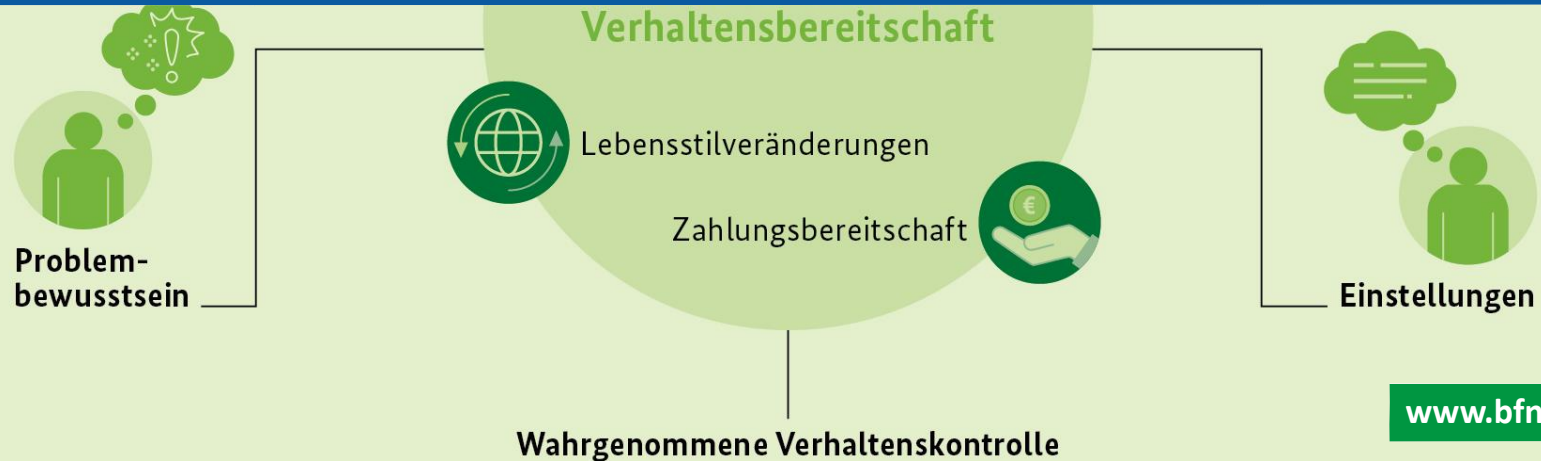 Verhaltensbereitschaft
Lebensstilveränderungen
Zahlungsbereitschaft
Problem-
bewusstsein
Einstellungen
www.bfn
Wahrgenommene Verhaltenskontrolle